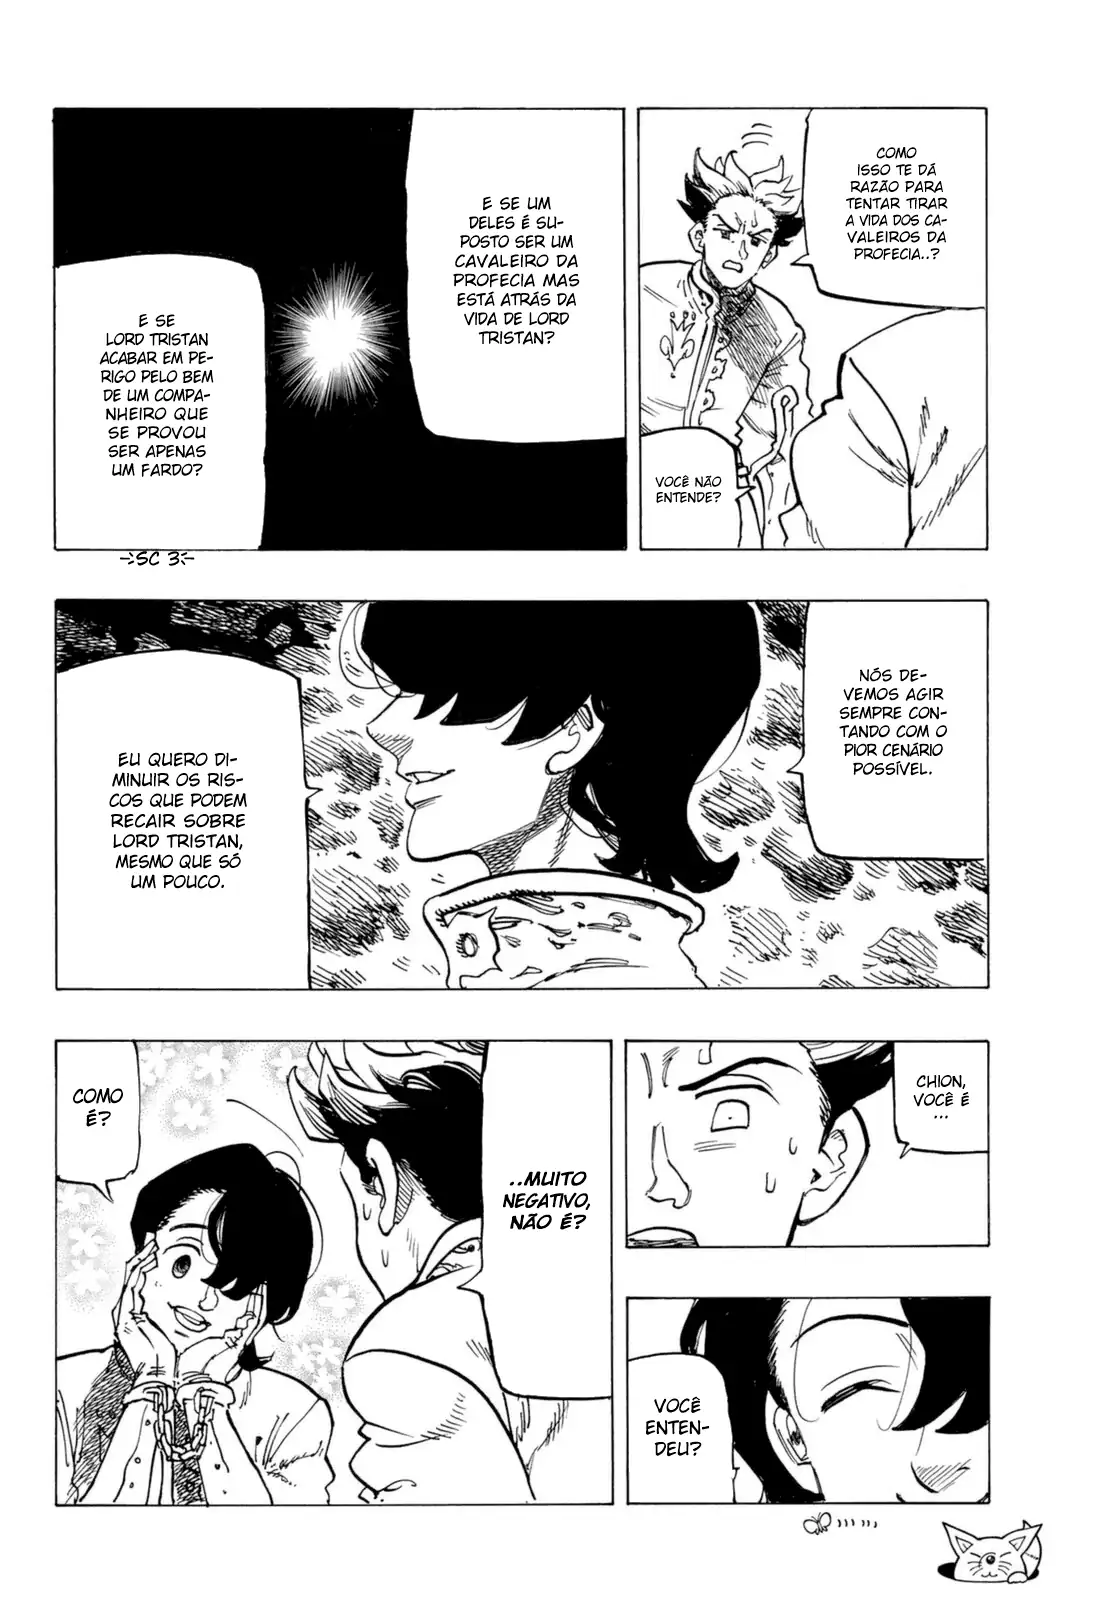 COMO
ISSO TE DÁ
RAZÃO PARA
TENTAR TIRAR
A VIDA DOS CA-
VALEIROS DA
PROFECIA..?
VOCÊ NÃO
ENTENDE?
E SE UM
DELES É SU-
POSTO SER UM
CAVALEIRO DA
PROFECIA MAS
ESTÁ ATRÁS DA
VIDA DE LORD
TRISTAN?
E SE
LORD TRISTAN
ACABAR EM PE-
RIGO PELO BEM
DE UM COMPA-
NHEIRO QUE
SE PROVOU
SER APENAS
UM FARDO?
SC 3
NÓS DE-
VEMOS AGIR
SEMPRE CON-
TANDO COM O
PIOR CENÁRIO
POSSÍVEL.
EU QUERO DI-
MINUIR OS RIS-
COS QUE PODEM
RECAIR SOBRE
LORD TRISTAN,
MESMO QUE SÓ
UM POUCO.
CHION,
VOCÊ É
...
VOCÊ
ENTEN-
DEU?
..MUITO
NEGATIVO,
NÃO É?
COMO
É?